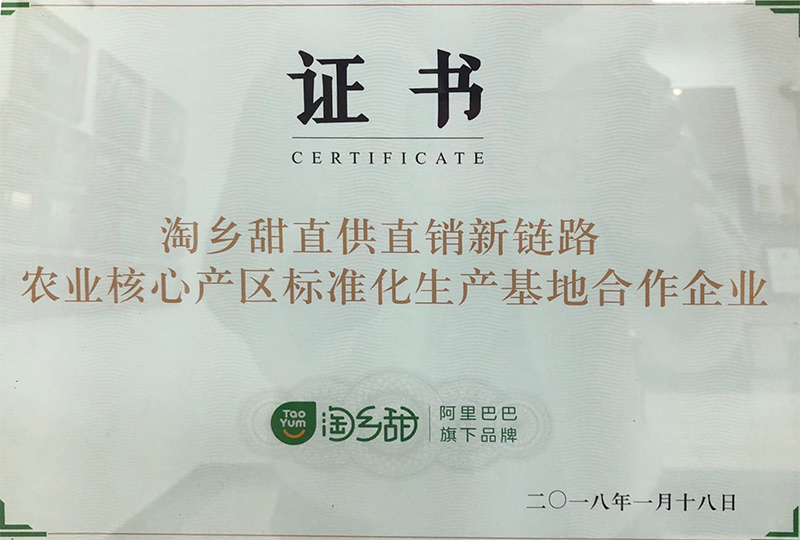 证书
CERTIFICATE
淘乡甜直供直销新链路
农业核心产区标准化生产基地合作企业
Tao
Yum
淘乡甜
阿里巴巴
旗下品牌
二〇一八年一月十八日